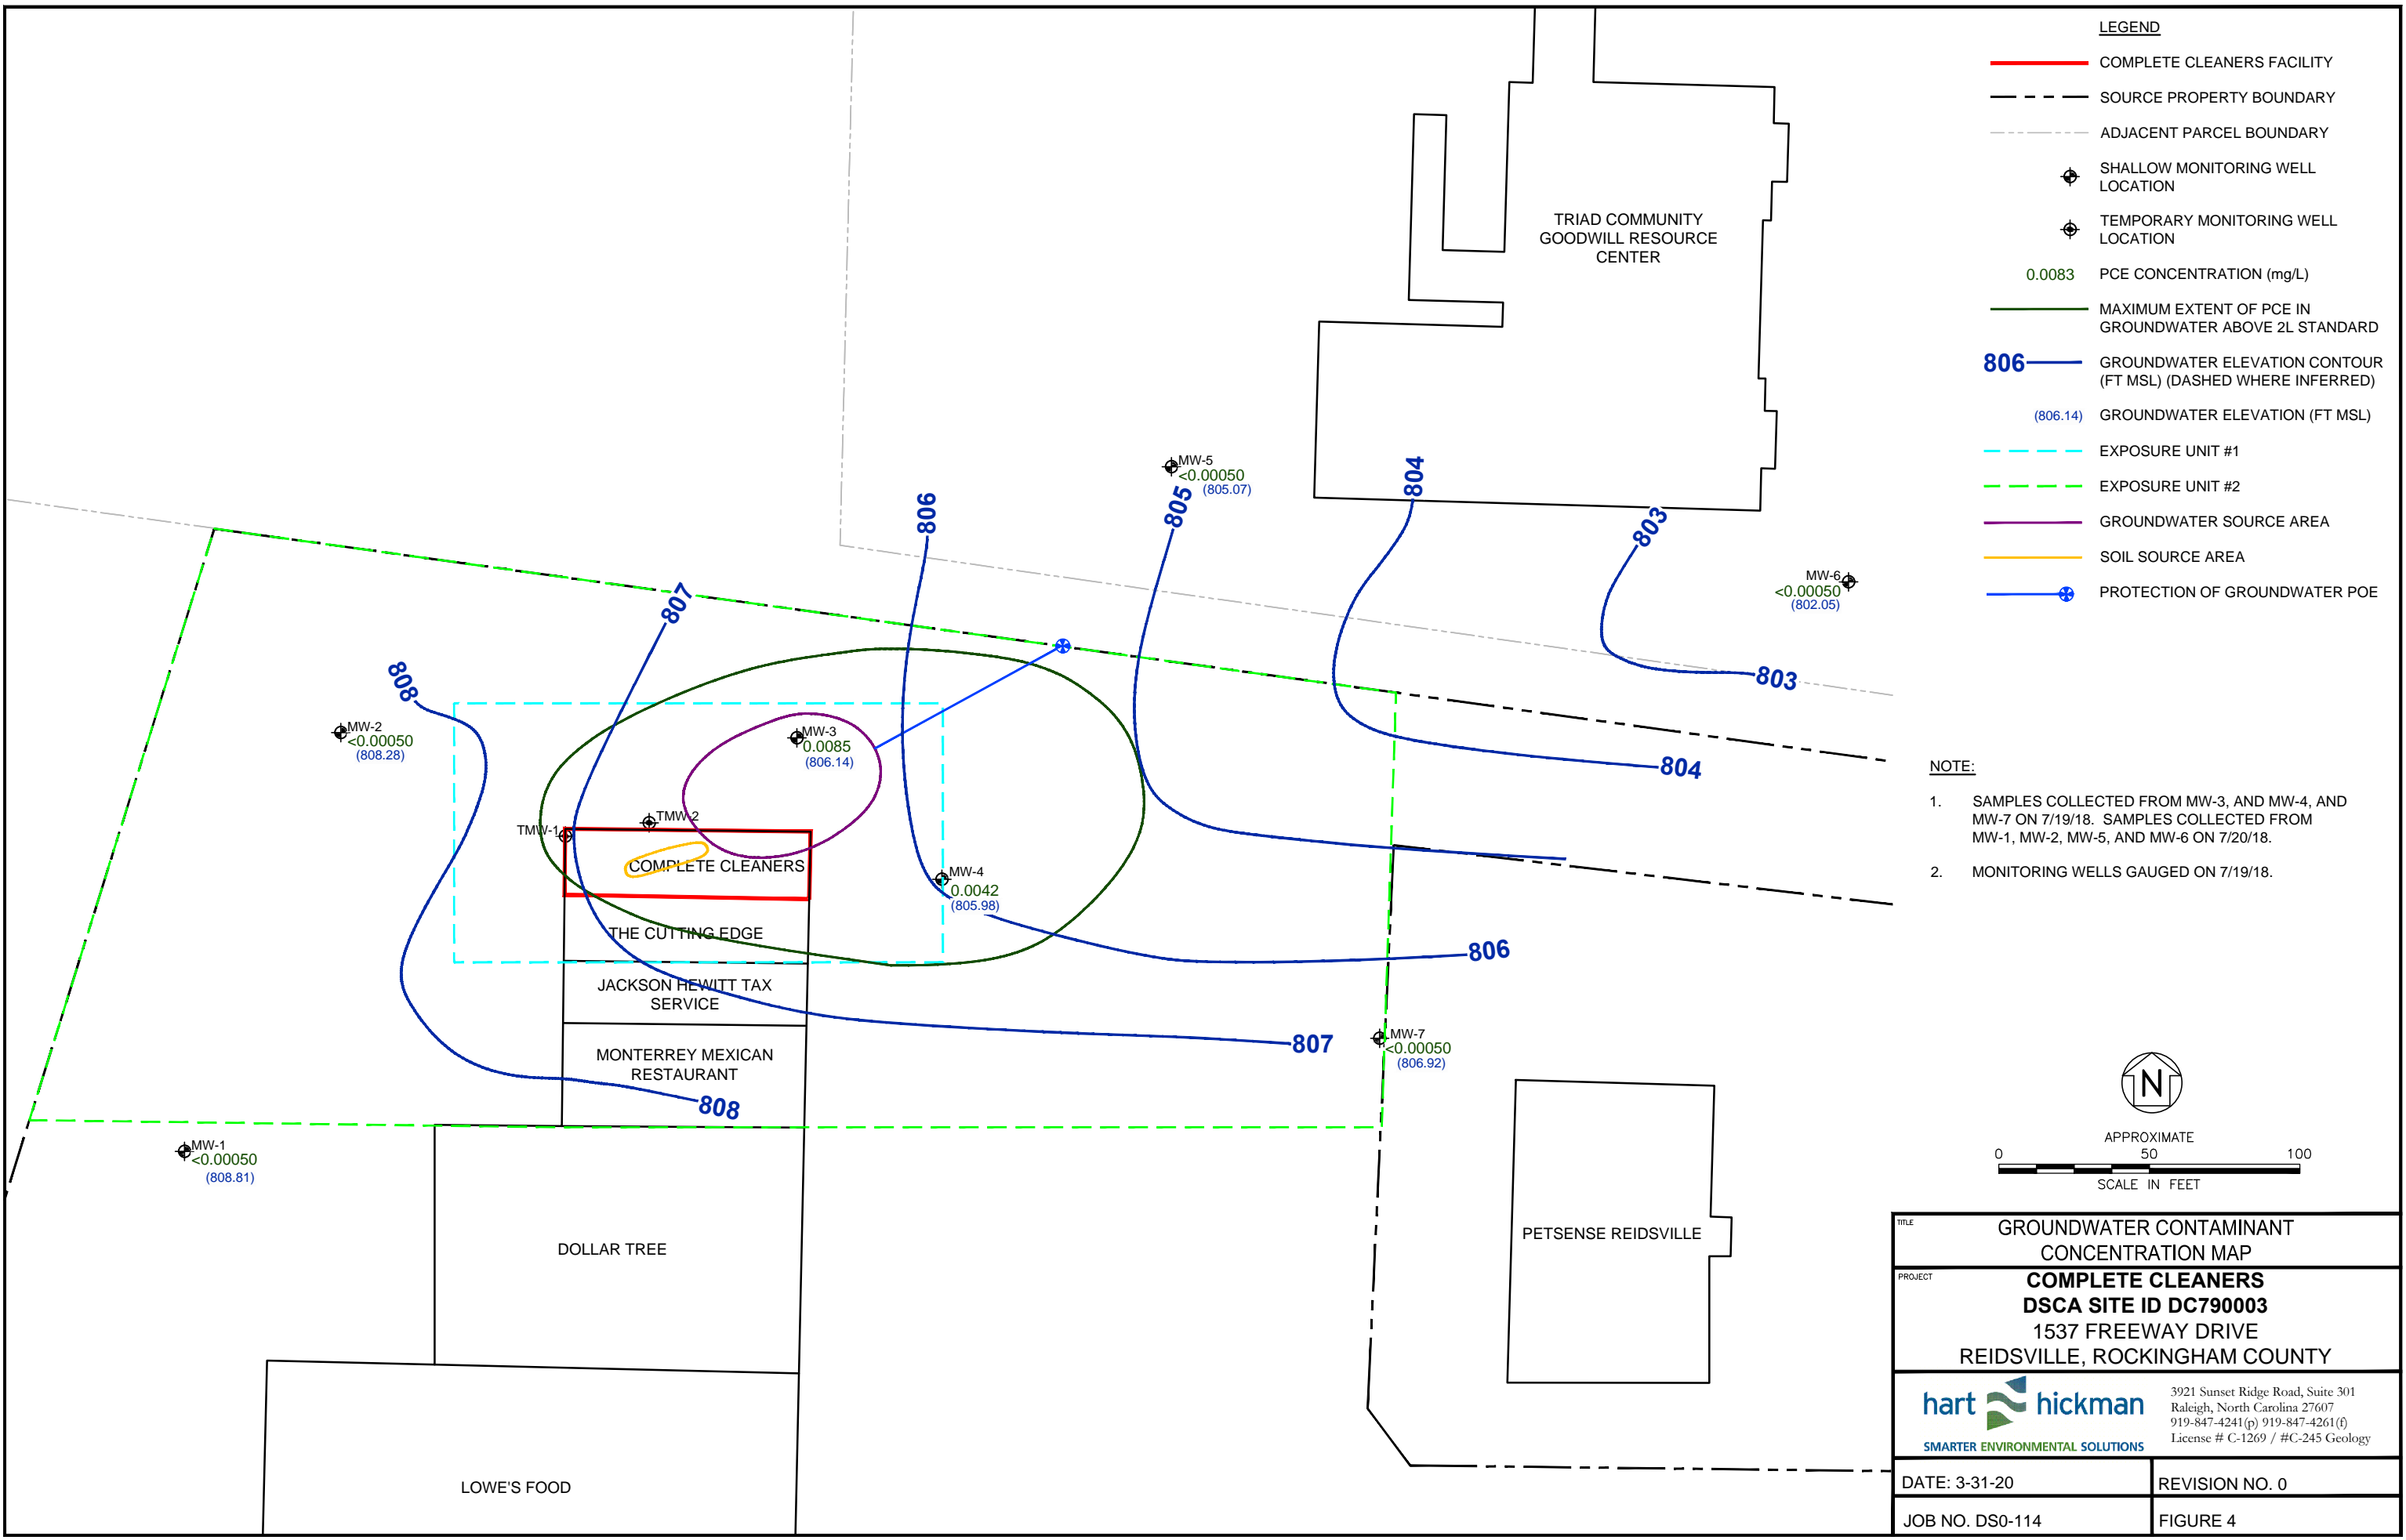 LEGEND
COMPLETE CLEANERS FACILITY
SOURCE PROPERTY BOUNDARY
ADJACENT PARCEL BOUNDARY
SHALLOW MONITORING WELL
LOCATION
TEMPORARY MONITORING WELL
LOCATION
0.0083 PCE CONCENTRATION (mg/L)
MAXIMUM EXTENT OF PCE IN
GROUNDWATER ABOVE 2L STANDARD
806 GROUNDWATER ELEVATION CONTOUR
(FT MSL) (DASHED WHERE INFERRED)
(806.14) GROUNDWATER ELEVATION (FT MSL)
EXPOSURE UNIT #1
EXPOSURE UNIT #2
GROUNDWATER SOURCE AREA
SOIL SOURCE AREA
PROTECTION OF GROUNDWATER POE
TRIAD COMMUNITY
GOODWILL RESOURCE
CENTER
MW-5
<0.00050
(805.07)
806
805
804
803
MW-6
<0.00050
(802.05)
807
808
803
MW-2
<0.00050
(808.28)
MW-3
0.0085
(806.14)
804
TMW-1
TMW-2
COMPLETE CLEANERS
MW-4
0.0042
(805.98)
THE CUTTING EDGE
806
JACKSON HEWITT TAX
SERVICE
807
MW-7
<0.00050
(806.92)
MONTERREY MEXICAN
RESTAURANT
808
MW-1
<0.00050
(808.81)
DOLLAR TREE
PETSENSE REIDSVILLE
LOWE'S FOOD
NOTE:
1. SAMPLES COLLECTED FROM MW-3, AND MW-4, AND
MW-7 ON 7/19/18. SAMPLES COLLECTED FROM
MW-1, MW-2, MW-5, AND MW-6 ON 7/20/18.
2. MONITORING WELLS GAUGED ON 7/19/18.
N
APPROXIMATE
0 50 100
SCALE IN FEET
TITLE
GROUNDWATER CONTAMINANT
CONCENTRATION MAP
PROJECT
COMPLETE CLEANERS
DSCA SITE ID DC790003
1537 FREEWAY DRIVE
REIDSVILLE, ROCKINGHAM COUNTY
hart hickman
SMARTER ENVIRONMENTAL SOLUTIONS
3921 Sunset Ridge Road, Suite 301
Raleigh, North Carolina 27607
919-847-4241(p) 919-847-4261(f)
License # C-1269 / #C-245 Geology
DATE: 3-31-20
REVISION NO. 0
JOB NO. DS0-114
FIGURE 4